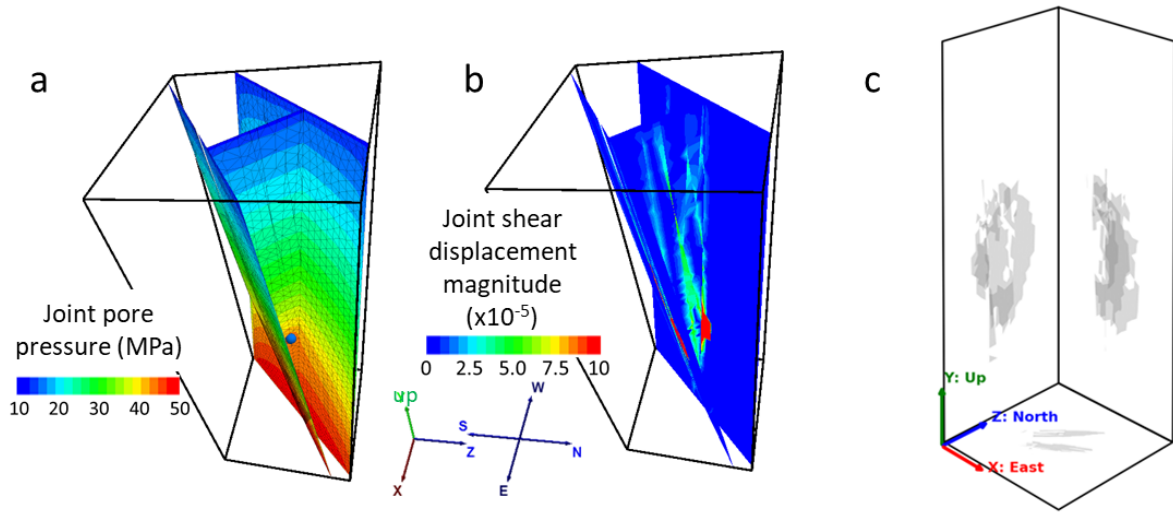 a
b
c
Joint pore
pressure (MPa)
10 20 30 40 50
Joint shear
displacement
magnitude
(x10-5)
0 2.5 5 7.5 10
up
Z
X
W
S
N
E
Y: Up
Z: North
X: East